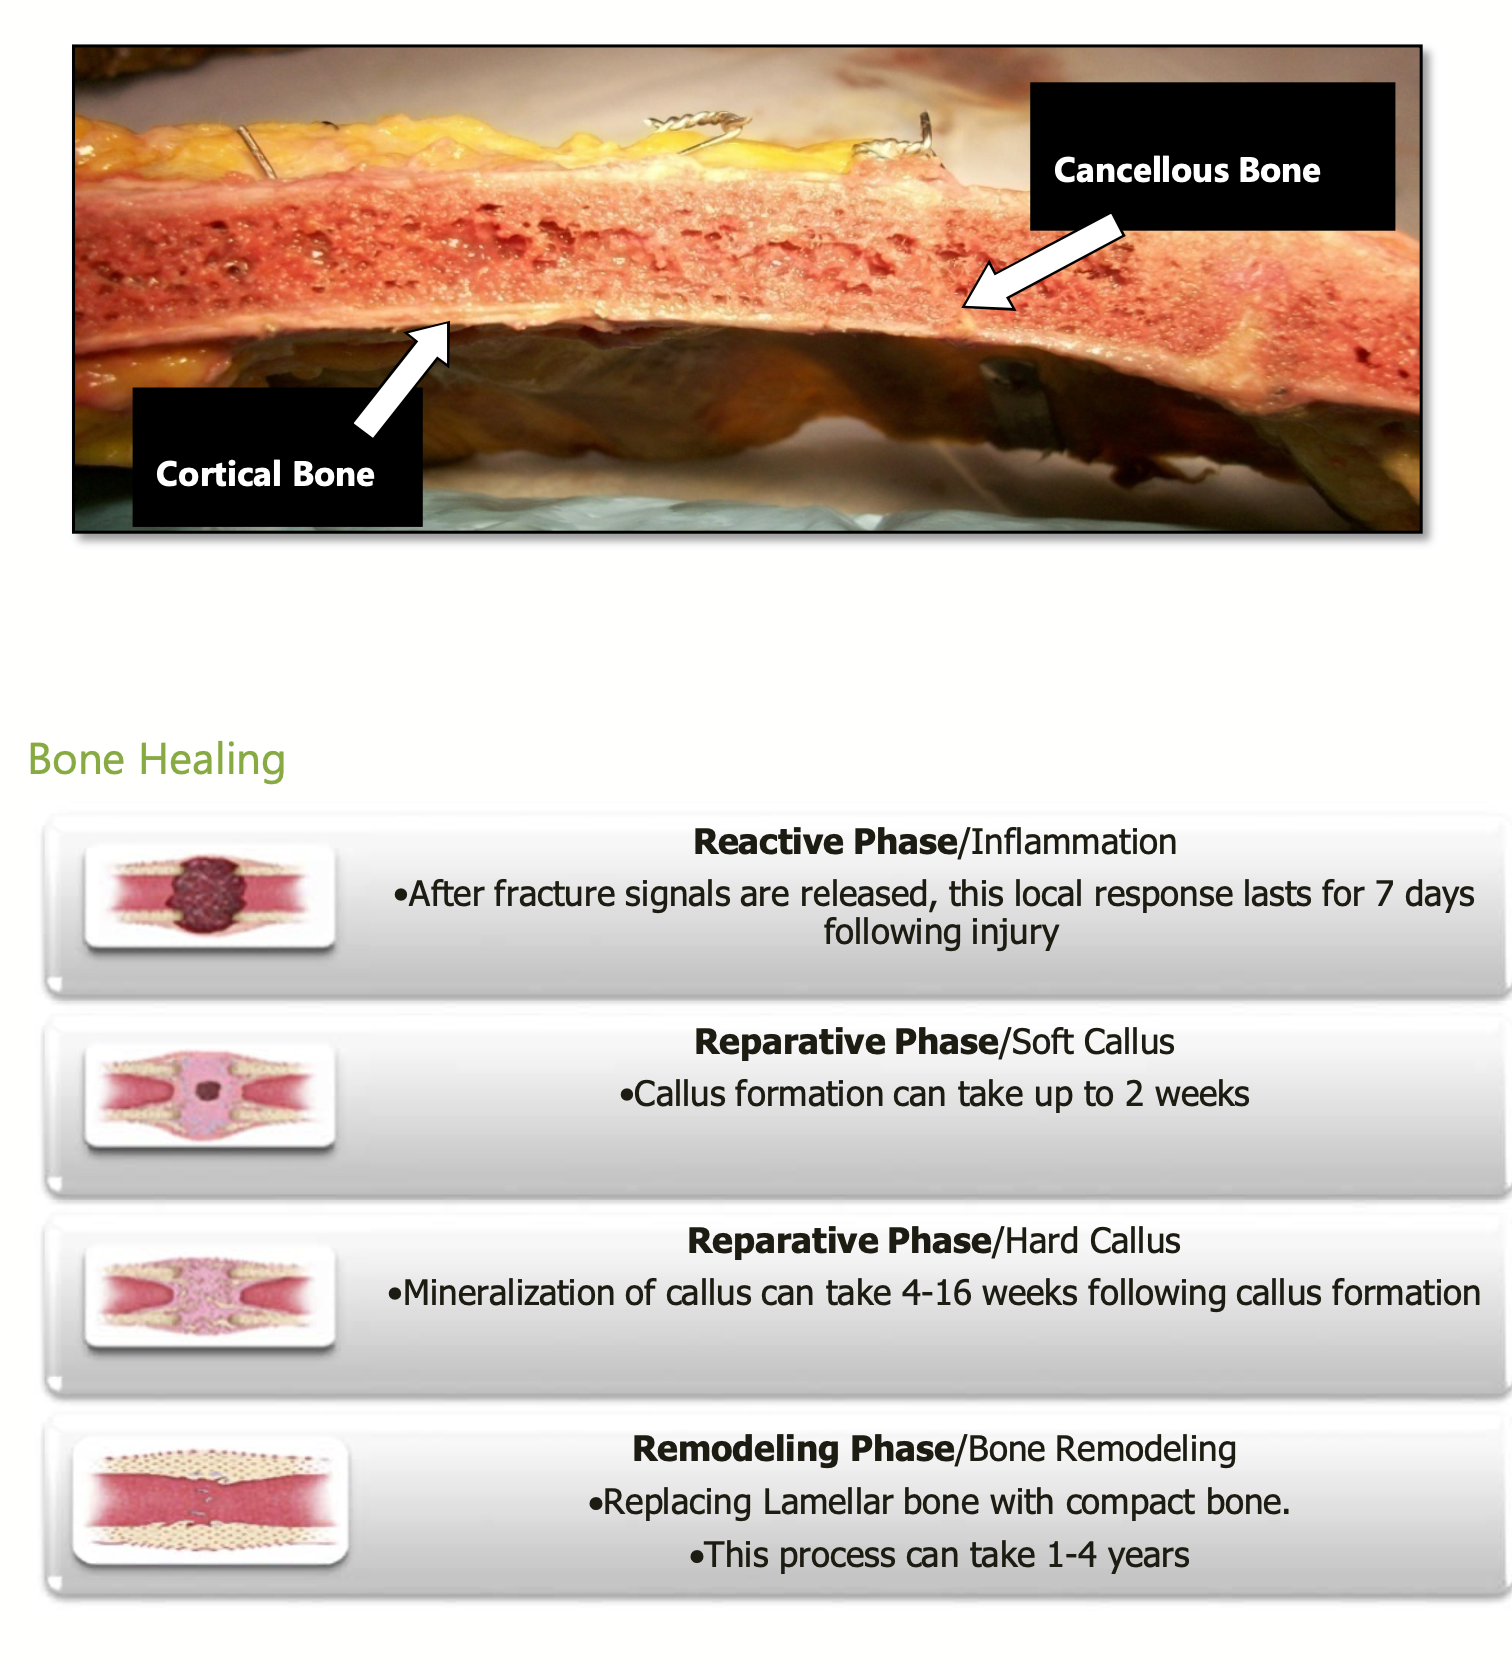 Cancellous Bone
Cortical Bone
Bone Healing
Reactive Phase/Inflammation
•After fracture signals are released, this local response lasts for 7 days
following injury
Reparative Phase/Soft Callus
•Callus formation can take up to 2 weeks
Reparative Phase/Hard Callus
•Mineralization of callus can take 4-16 weeks following callus formation
Remodeling Phase/Bone Remodeling
•Replacing Lamellar bone with compact bone.
•This process can take 1-4 years